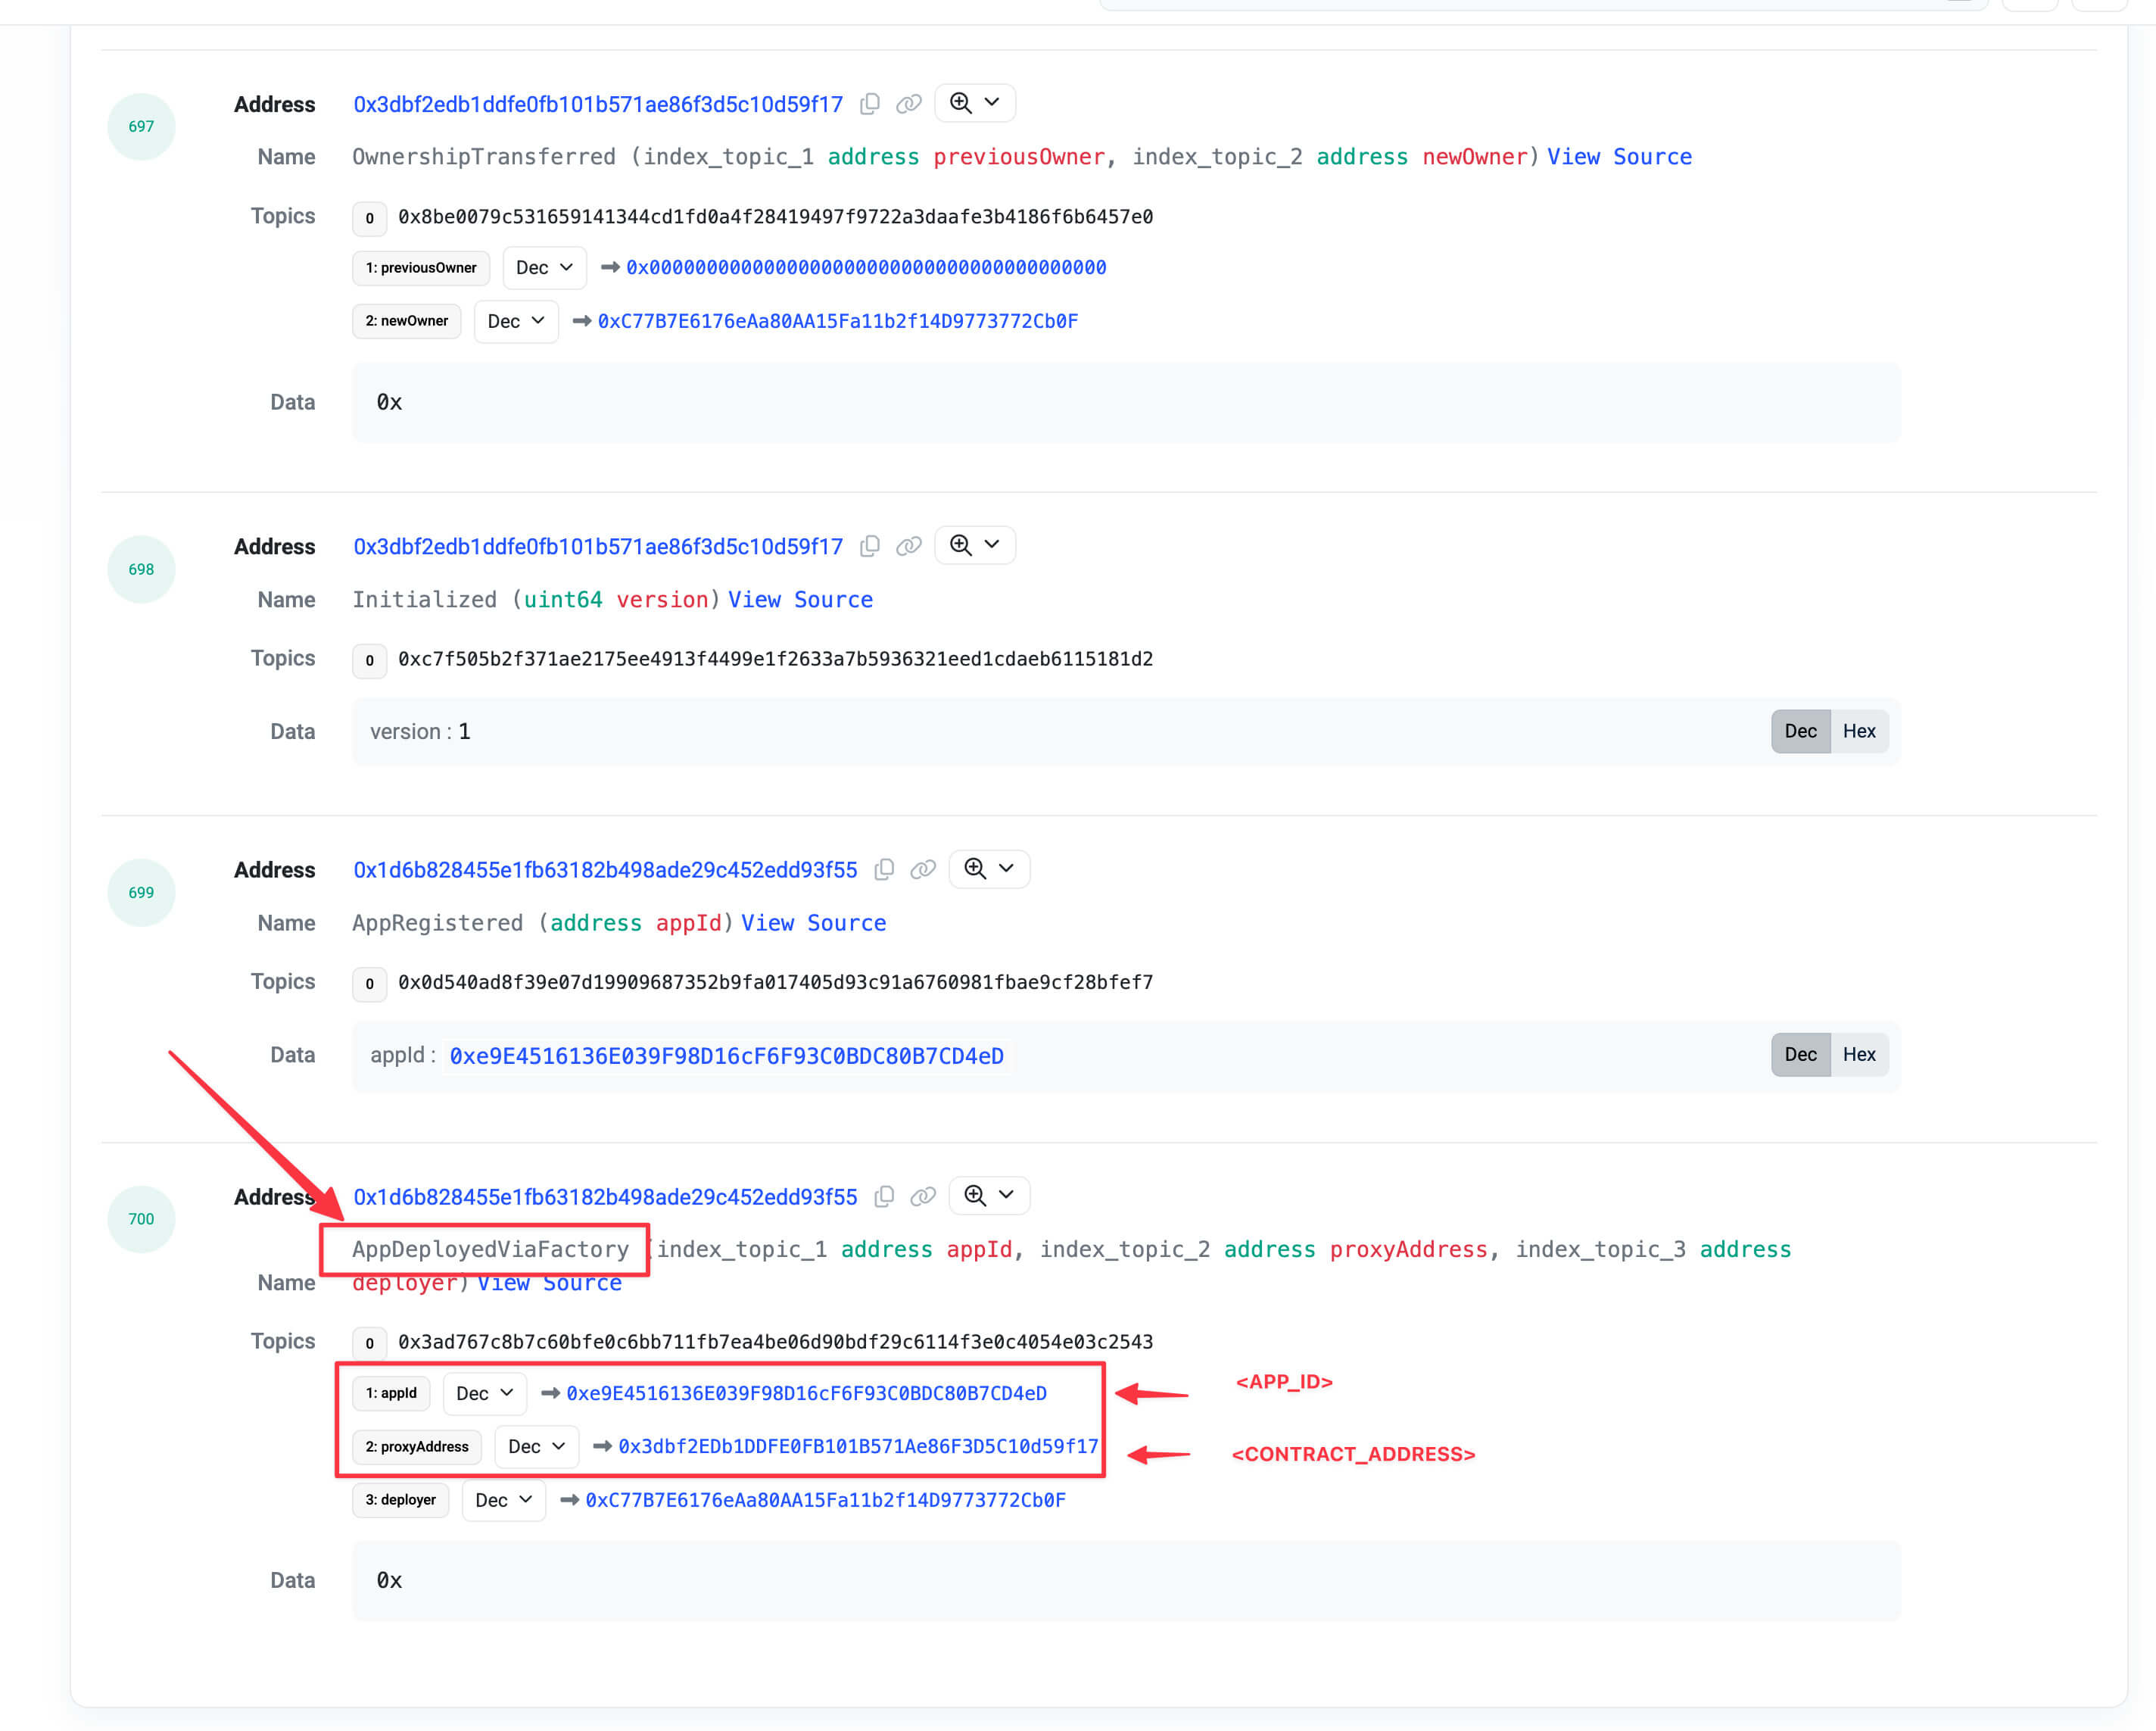 697
Address 0x3dbf2edb1ddfe0fb101b571ae86f3d5c10d59f17
Name OwnershipTransferred (index_topic_1 address previousOwner, index_topic_2 address newOwner) View Source
Topics 0 0x8be0079c531659141344cd1fd0a4f28419497f9722a3daafe3b4186f6b6457e0
1: previousOwner Dec 0x0000000000000000000000000000000000000000
2: newOwner Dec 0xC77B7E6176eAa80AA15Fa11b2f14D9773772Cb0F
Data 0x
698
Address 0x3dbf2edb1ddfe0fb101b571ae86f3d5c10d59f17
Name Initialized (uint64 version) View Source
Topics 0 0xc7f505b2f371ae2175ee4913f4499e1f2633a7b5936321eed1cdaeb6115181d2
Data version : 1 Dec Hex
699
Address 0x1d6b828455e1fb63182b498ade29c452edd93f55
Name AppRegistered (address appId) View Source
Topics 0 0x0d540ad8f39e07d19909687352b9fa017405d93c91a6760981fbae9cf28bfef7
Data appId : 0xe9E4516136E039F98D16cF6F93C0BDC80B7CD4eD Dec Hex
700
Address 0x1d6b828455e1fb63182b498ade29c452edd93f55
AppDeployedViaFactory (index_topic_1 address appId, index_topic_2 address proxyAddress, index_topic_3 address
Name deployer) View Source
Topics 0 0x3ad767c8b7c60bfe0c6bb711fb7ea4be06d90bdf29c6114f3e0c4054e03c2543
1: appId Dec 0xe9E4516136E039F98D16cF6F93C0BDC80B7CD4eD <APP_ID>
2: proxyAddress Dec 0x3dbf2EDb1DDFE0FB101B571Ae86F3D5C10d59f17 <CONTRACT_ADDRESS>
3: deployer Dec 0xC77B7E6176eAa80AA15Fa11b2f14D9773772Cb0F
Data 0x